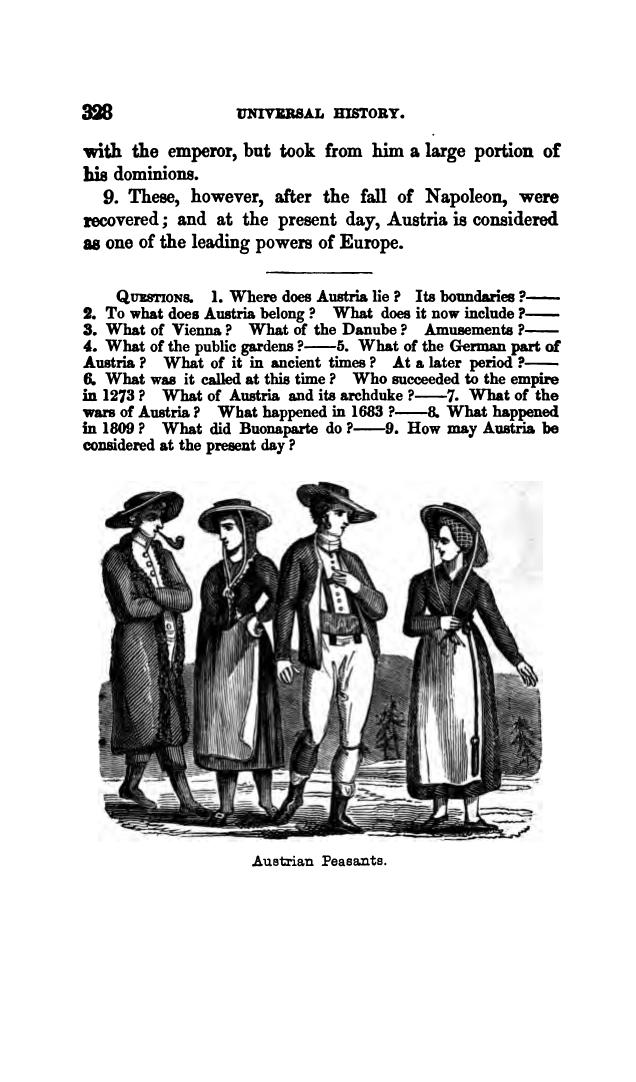 328 UNIVERSAL HISTORY.
with the emperor, but took from him a large portion of
his dominions.
9. These, however, after the fall of Napoleon, were
recovered; and at the present day, Austria is considered
as one of the leading powers of Europe.
QUESTIONS. 1. Where does Austria lie? Its boundaries?——
2. To what does Austria belong? What does it now include?——
3. What of Vienna? What of the Danube? Amusements?——
4. What of the public gardens?——5. What of the German part of
Austria? What of it in ancient times? At a later period?——
6. What was it called at this time? Who succeeded to the empire
in 1273? What of Austria and its archduke?——7. What of the
wars of Austria? What happened in 1683?——8. What happened
in 1809? What did Buonaparte do?——9. How may Austria be
considered at the present day?
Austrian Peasants.